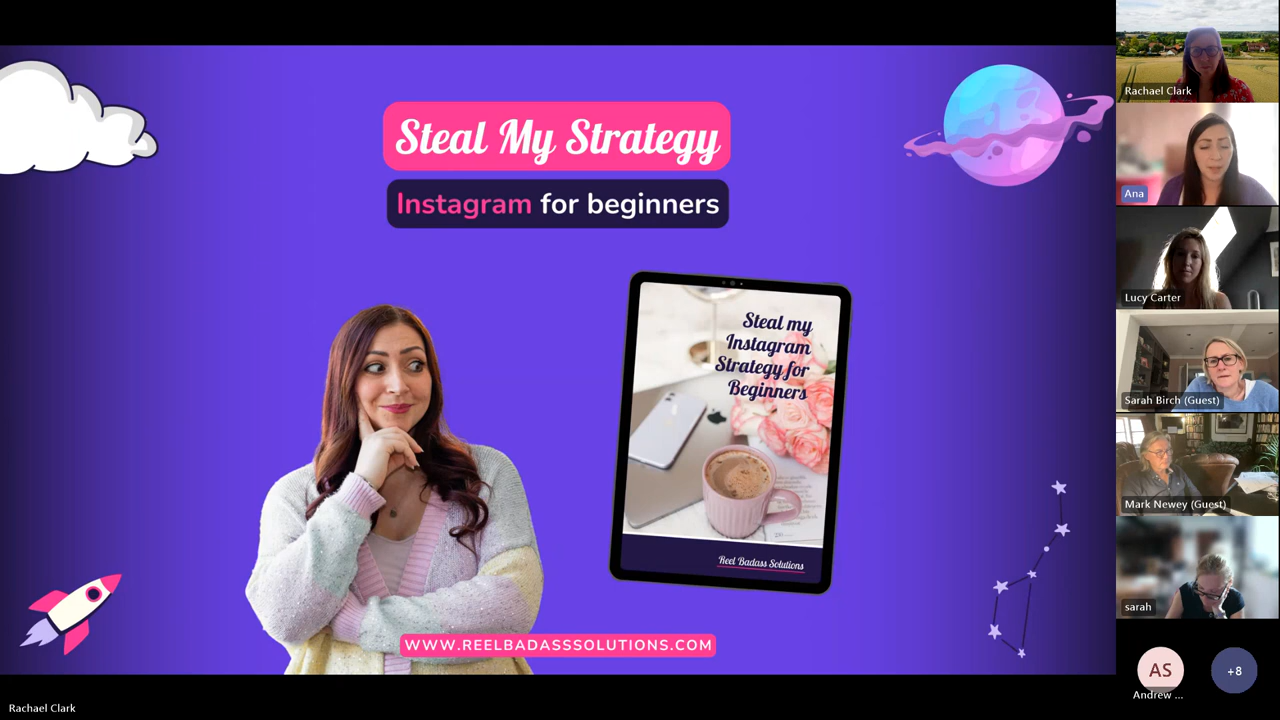 Steal My Strategy
Instagram for beginners
Steal my
Instagram
Strategy for
Beginners
Reel Badass Solutions
WWW.REELBADASSSOLUTIONS.COM
Rachael Clark
Rachael Clark
Ana
Lucy Carter
Sarah Birch (Guest)
Mark Newey (Guest)
sarah
AS
Andrew ...
+8